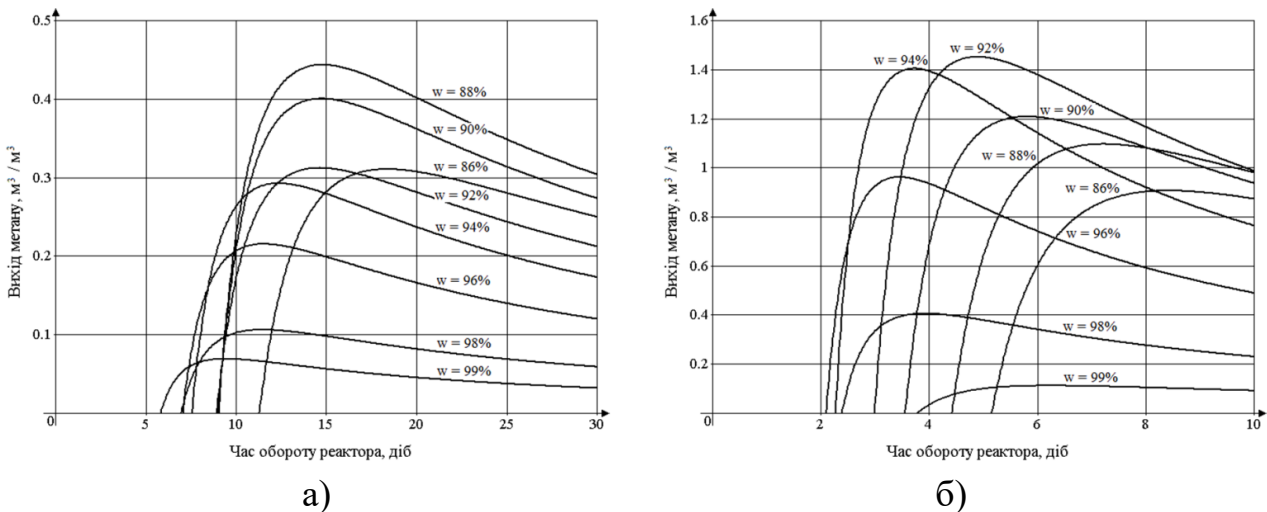 0.5
0.4
0.3
0.2
0.1
0
5
10
15
20
25
30
Вихід метану, м³ / м³
Час обороту реактора, діб
w = 88%
w = 90%
w = 86%
w = 92%
w = 94%
w = 96%
w = 98%
w = 99%
а)
1.6
1.4
1.2
1
0.8
0.6
0.4
0.2
0
2
4
6
8
10
Вихід метану, м³ / м³
Час обороту реактора, діб
w = 92%
w = 94%
w = 90%
w = 88%
w = 86%
w = 96%
w = 98%
w = 99%
б)